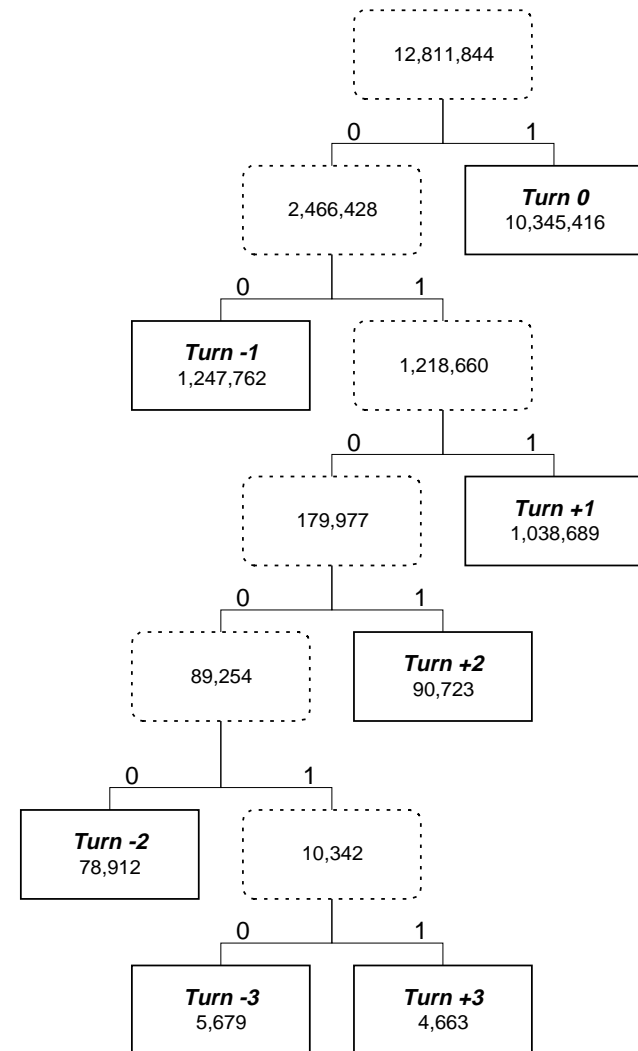 12,811,844
0 1
2,466,428
Turn 0
10,345,416
0 1
Turn -1
1,247,762
1,218,660
0 1
179,977
Turn +1
1,038,689
0 1
89,254
Turn +2
90,723
0 1
Turn -2
78,912
10,342
0 1
Turn -3
5,679
Turn +3
4,663